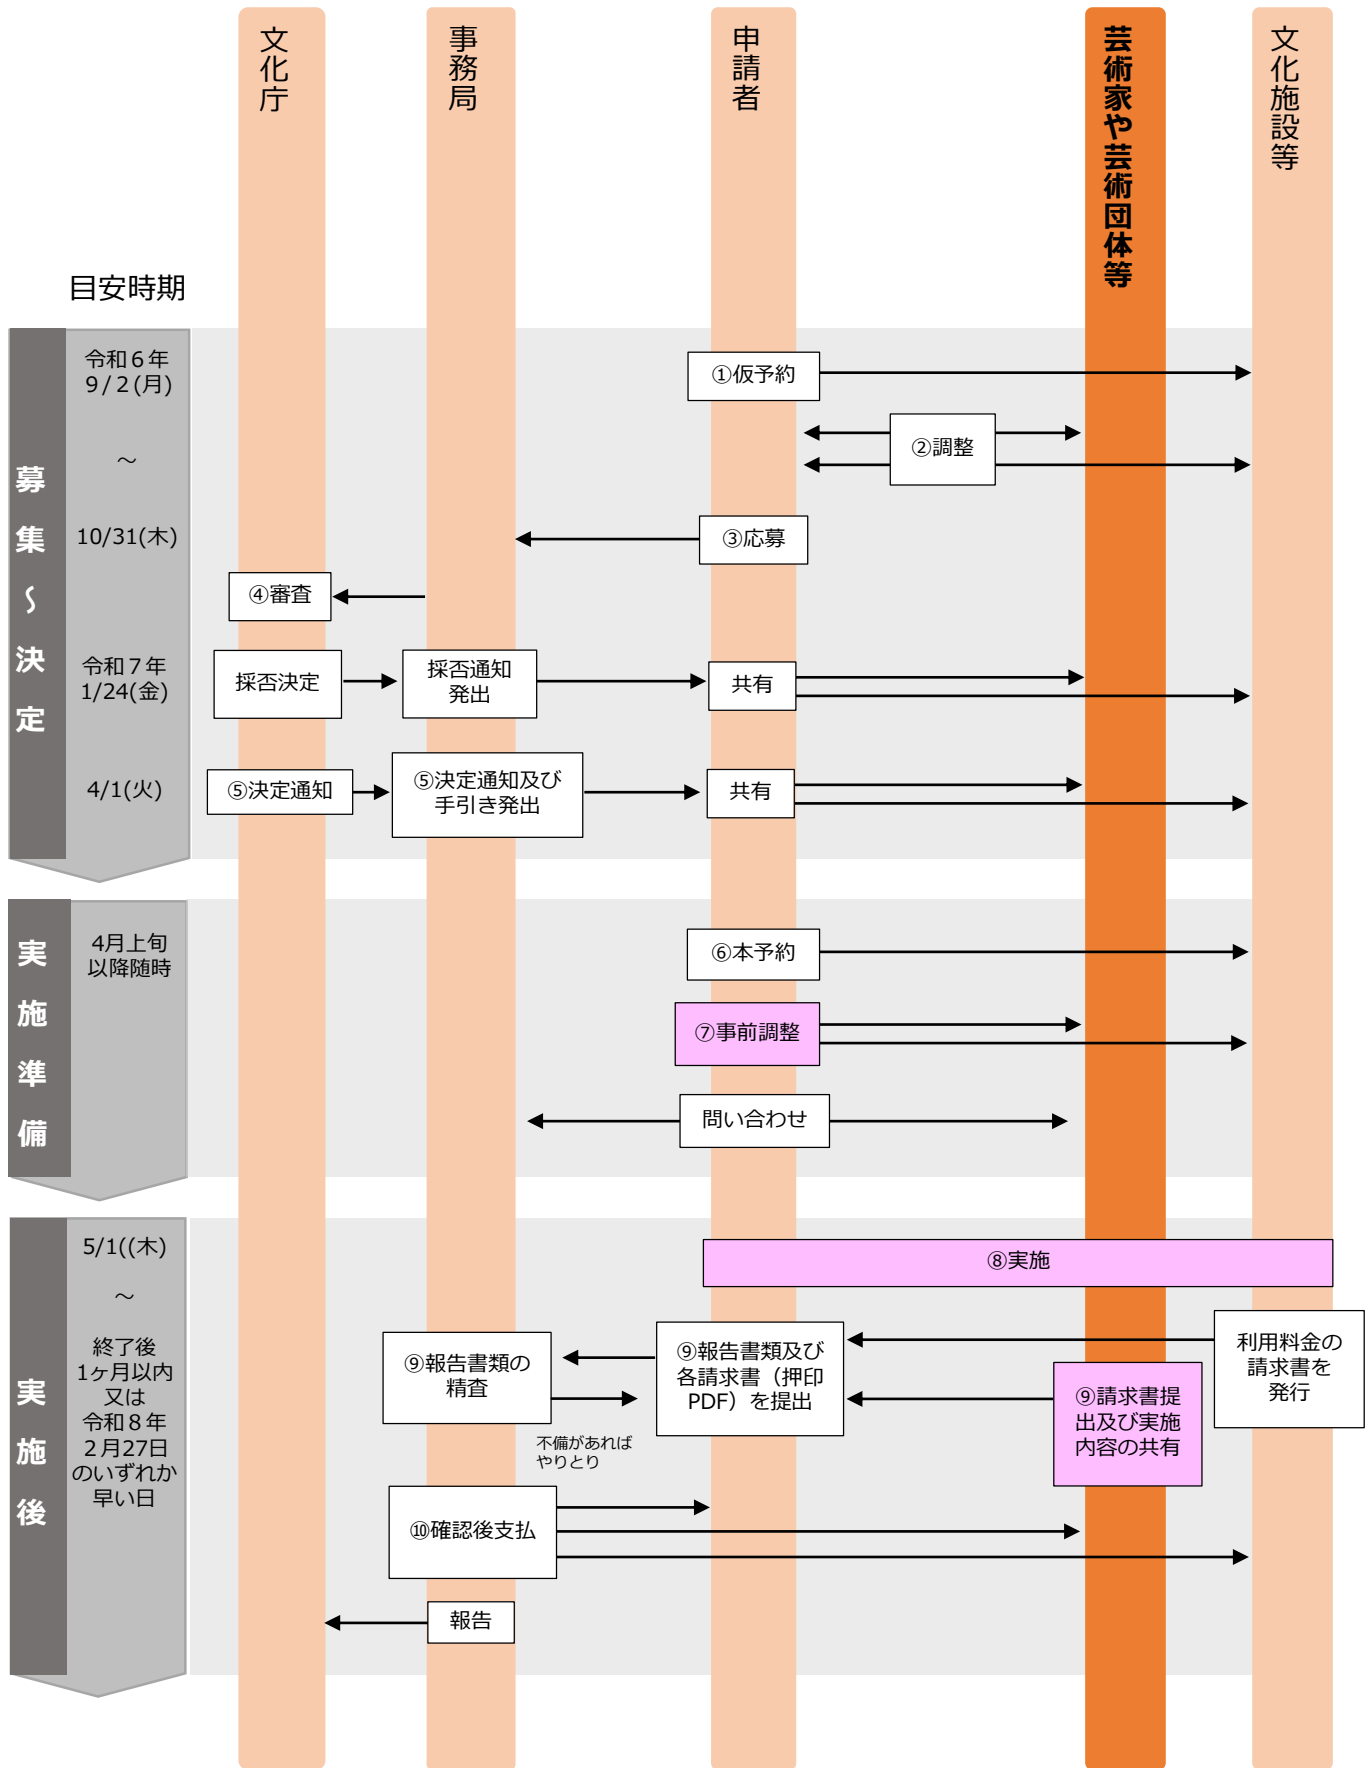 文化庁
事務局
申請者
芸術家や芸術団体等
文化施設等
目安時期
募集～決定
令和６年
９/２(月)
～
10/31(木)
令和７年
1/24(金)
4/1(火)
①仮予約
②調整
③応募
④審査
採否決定
採否通知
発出
共有
⑤決定通知
⑤決定通知及び
手引き発出
共有
実施準備
4月上旬
以降随時
⑥本予約
⑦事前調整
問い合わせ
実施後
5/1((木)
～
終了後
1ヶ月以内
又は
令和８年
２月27日
のいずれか
早い日
⑧実施
利用料金の
請求書を
発行
⑨報告書類の
精査
⑨報告書類及び
各請求書（押印
PDF）を提出
⑨請求書提
出及び実施
内容の共有
不備があれば
やりとり
⑩確認後支払
報告